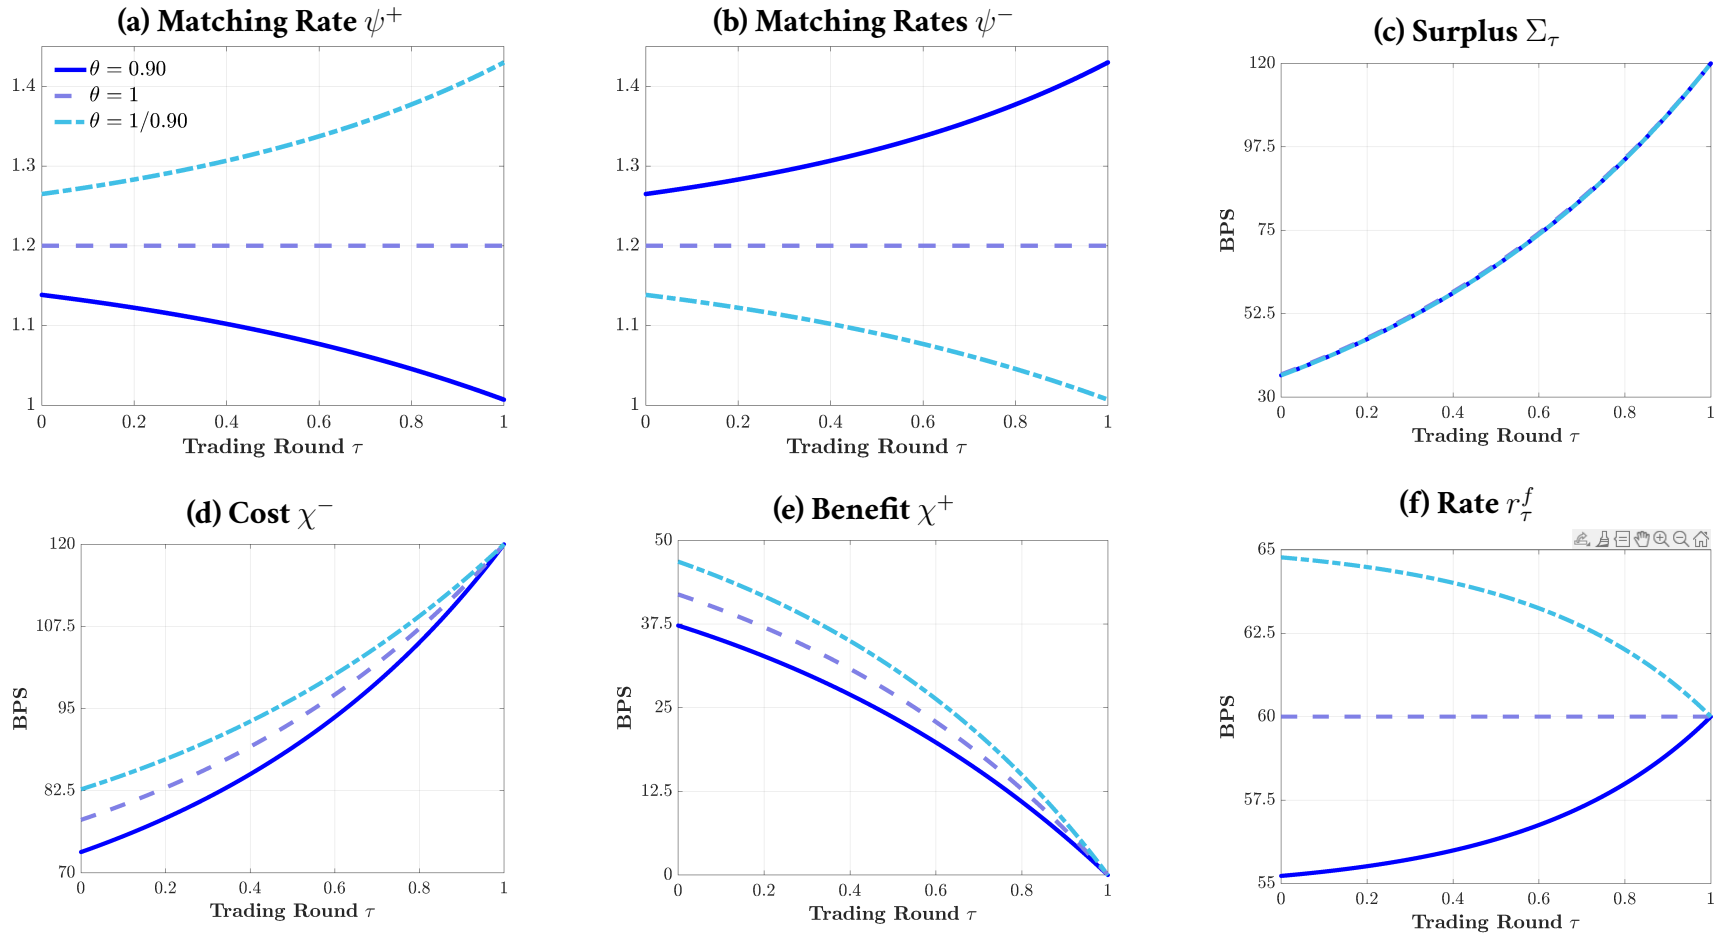 (a) Matching Rate ψ⁺
1.4
1.3
1.2
1.1
1
θ = 0.90
θ = 1
θ = 1/0.90
0 0.2 0.4 0.6 0.8 1
Trading Round τ
(b) Matching Rates ψ⁻
1.4
1.3
1.2
1.1
1
0 0.2 0.4 0.6 0.8 1
Trading Round τ
(c) Surplus Σ_τ
BPS
120
97.5
75
52.5
30
0 0.2 0.4 0.6 0.8 1
Trading Round τ
(d) Cost χ⁻
BPS
120
107.5
95
82.5
70
0 0.2 0.4 0.6 0.8 1
Trading Round τ
(e) Benefit χ⁺
BPS
50
37.5
25
12.5
0
0 0.2 0.4 0.6 0.8 1
Trading Round τ
(f) Rate r_τ^f
BPS
65
62.5
60
57.5
55
0 0.2 0.4 0.6 0.8 1
Trading Round τ